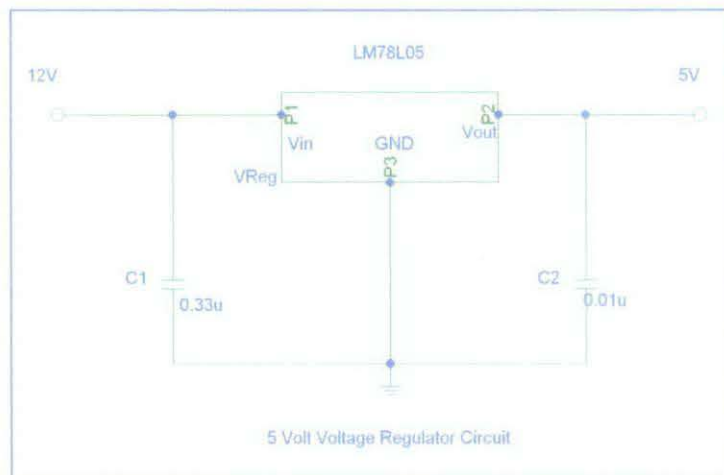 LM78L05
12V
5V
P1
P2
Vin
GND
Vout
P3
VReg
C1
0.33u
C2
0.01u
5 Volt Voltage Regulator Circuit